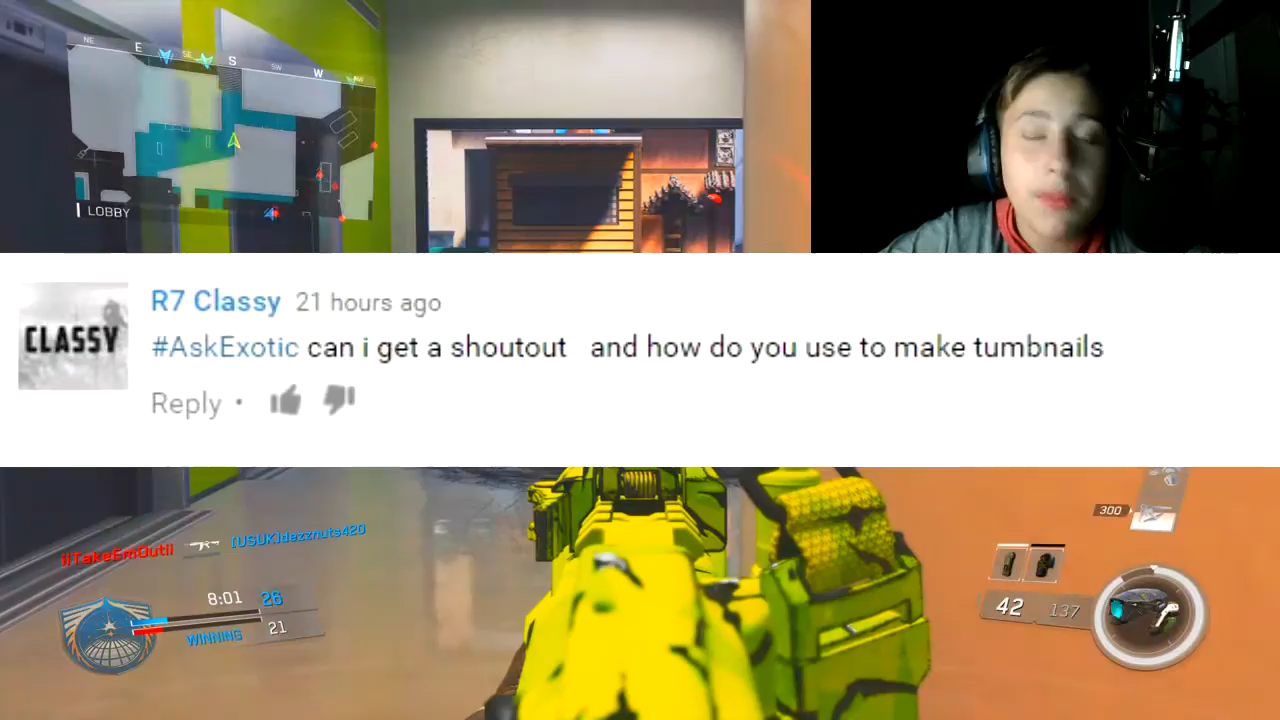 NE E SE S SW W NW
LOBBY
CLASSY
R7 Classy 21 hours ago
#AskExotic can i get a shoutout and how do you use to make tumbnails
Reply •
300
iiTakeEmOutii [USUK]dezznuts420
8:01 26
WINNING 21
42 137